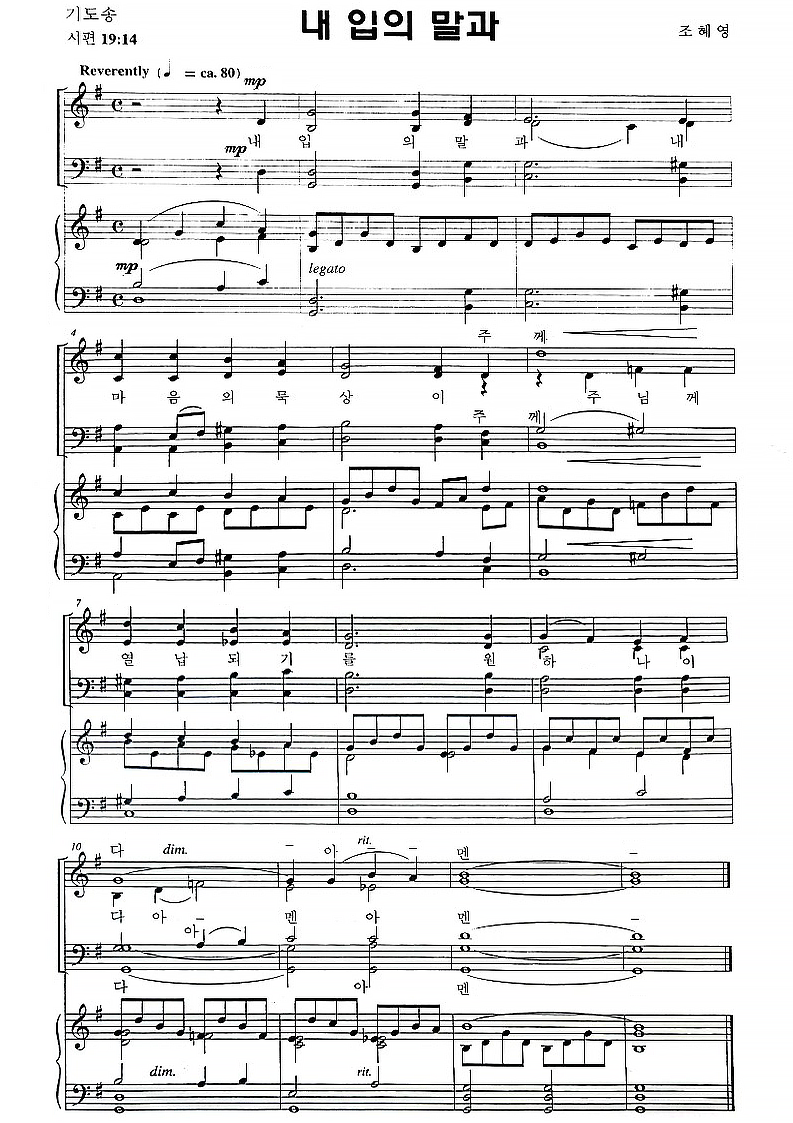 기도송
시편 19:14
내 입의 말과
조 혜 영
Reverently (♩ = ca. 80)
mp
내 입 의 말 과 내
mp
mp
legato
4
주 께
마 음 의 묵 상 이 주 님 께
주 께
7
열 납 되 기 를 원 하 나 이
10
다 dim. – 아 – rit. – 멘 –
다 아 – 멘 아 멘 –
아
다 아 멘
dim. rit.